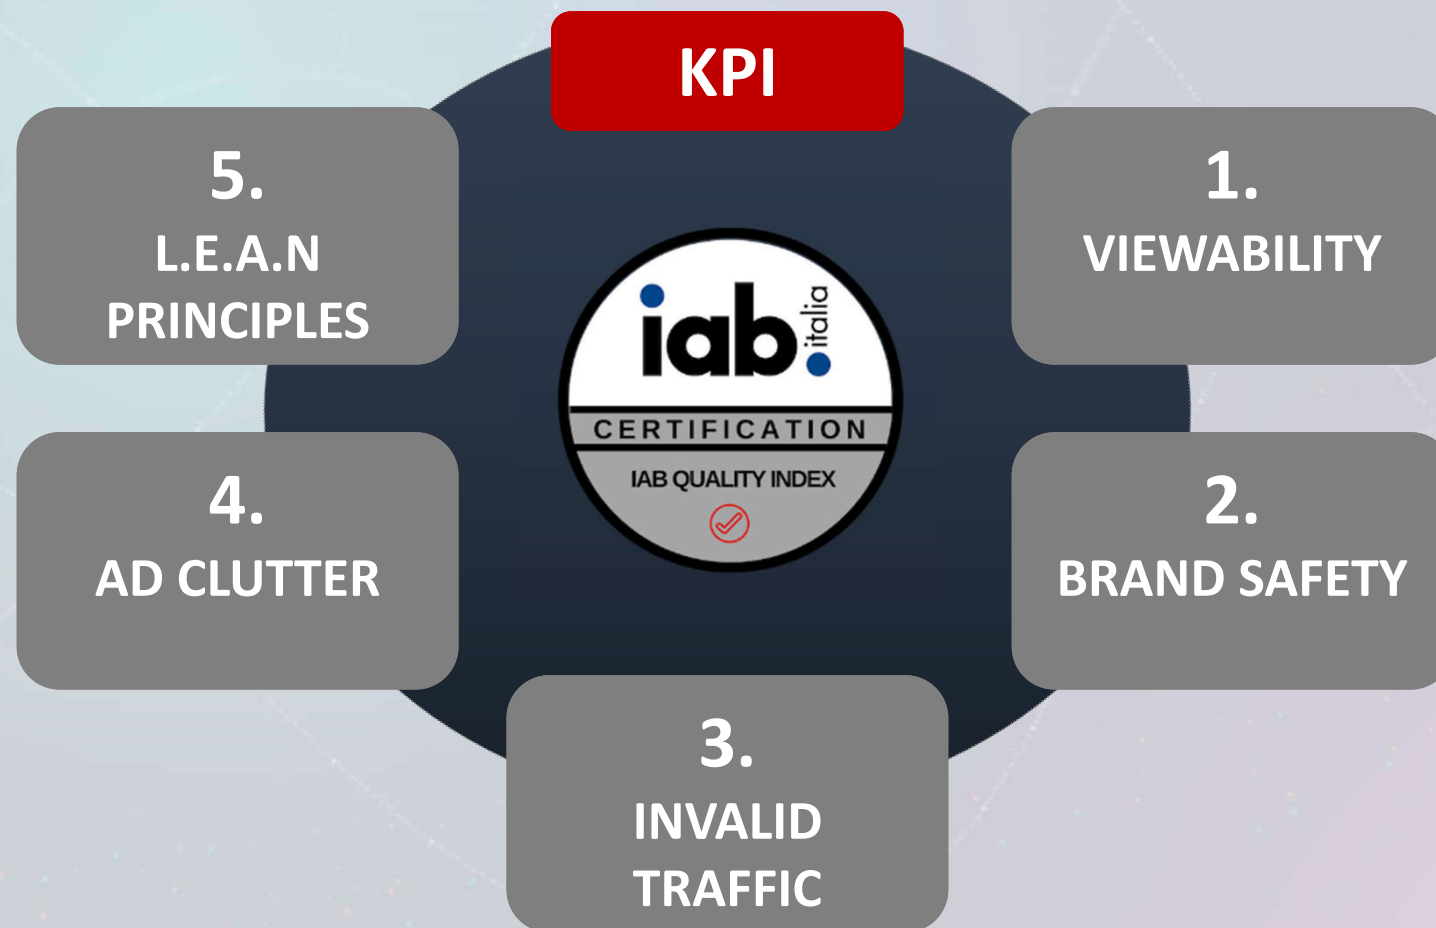 KPI
5.
L.E.A.N
PRINCIPLES
1.
VIEWABILITY
iab
italia
CERTIFICATION
IAB QUALITY INDEX
4.
AD CLUTTER
2.
BRAND SAFETY
3.
INVALID
TRAFFIC